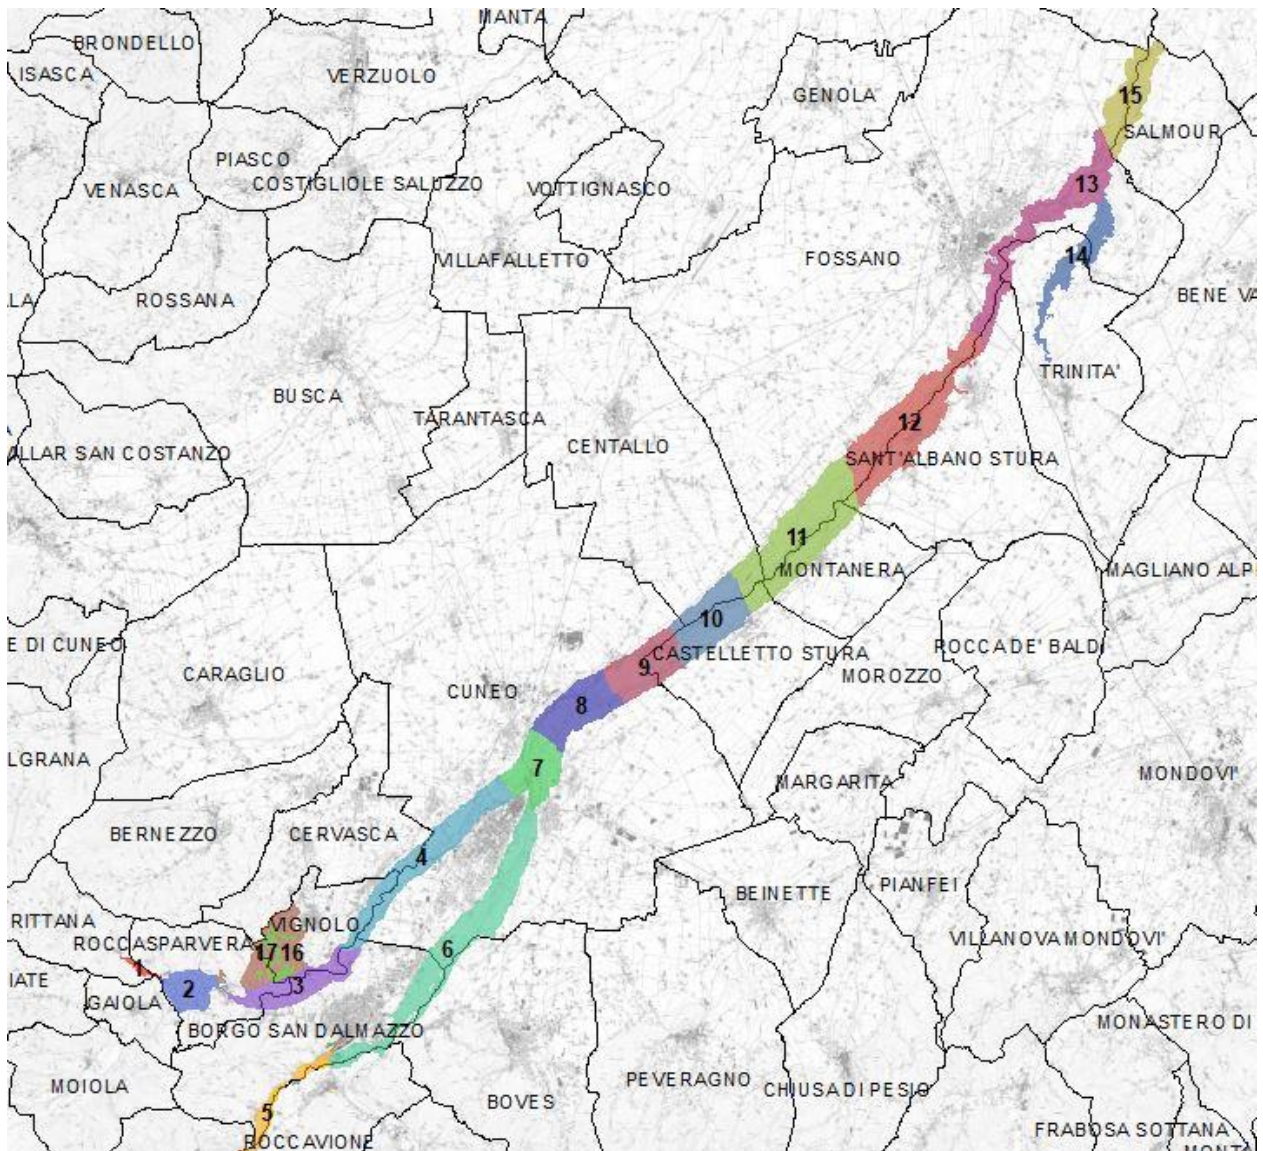 MANTA
BRONDELLO
ISASCA
VERZUOLO
GENOLA
15
SALMOUR
PIASCO
COSTIGLIOLE SALUZZO
VENASCA
VOTTIGNASCO
13
VILLAFALLETTO
FOSSANO
14
LA
ROSSANA
BENE VA
TRINITA'
BUSCA
TARANTASCA
CENTALLO
12
ALLAR SAN COSTANZO
SANT'ALBANO STURA
11
MONTANERA
MAGLIANO ALP
10
E DI CUNEO
CARAGLIO
CASTELLETTO STURA
ROCCA DE' BALDI
9
MOROZZO
CUNEO
8
LGRANA
7
MARGARITA
MONDOVI'
BERNEZZO
CERVASCA
4
BEINETTE
PIANFEI
RITTANA
VIGNOLO
ROCCASPARVERA
17 16
6
VILLANOVA MONDOVI'
1
IATE
GAIOLA
2
3
BORGO SAN DALMAZZO
MONASTERO DI
MOIOLA
5
BOVES
PEVERAGNO
CHIUSA DI PESIO
ROCCAVIONE
FRABOSA SOTTANA